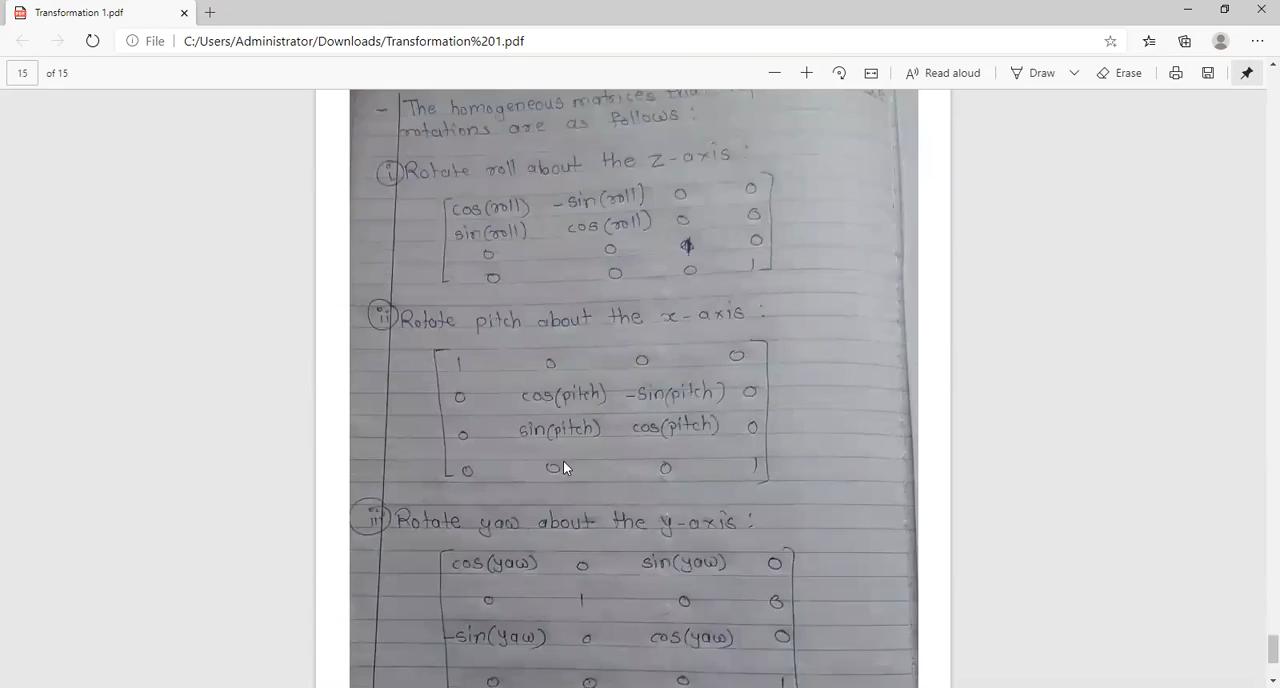 Transformation 1.pdf
File C:/Users/Administrator/Downloads/Transformation%201.pdf
15 of 15 Read aloud Draw Erase
- The homogeneous matrices
rotations are as follows:
i Rotate roll about the z-axis:
cos(roll) -sin(roll) 0 0
sin(roll) cos(roll) 0 0
0 0 1 0
0 0 0 1
ii Rotate pitch about the x-axis:
1 0 0 0
0 cos(pitch) -sin(pitch) 0
0 sin(pitch) cos(pitch) 0
0 0 0 1
iii Rotate yaw about the y-axis:
cos(yaw) 0 sin(yaw) 0
0 1 0 0
-sin(yaw) 0 cos(yaw) 0
0 0 0 1